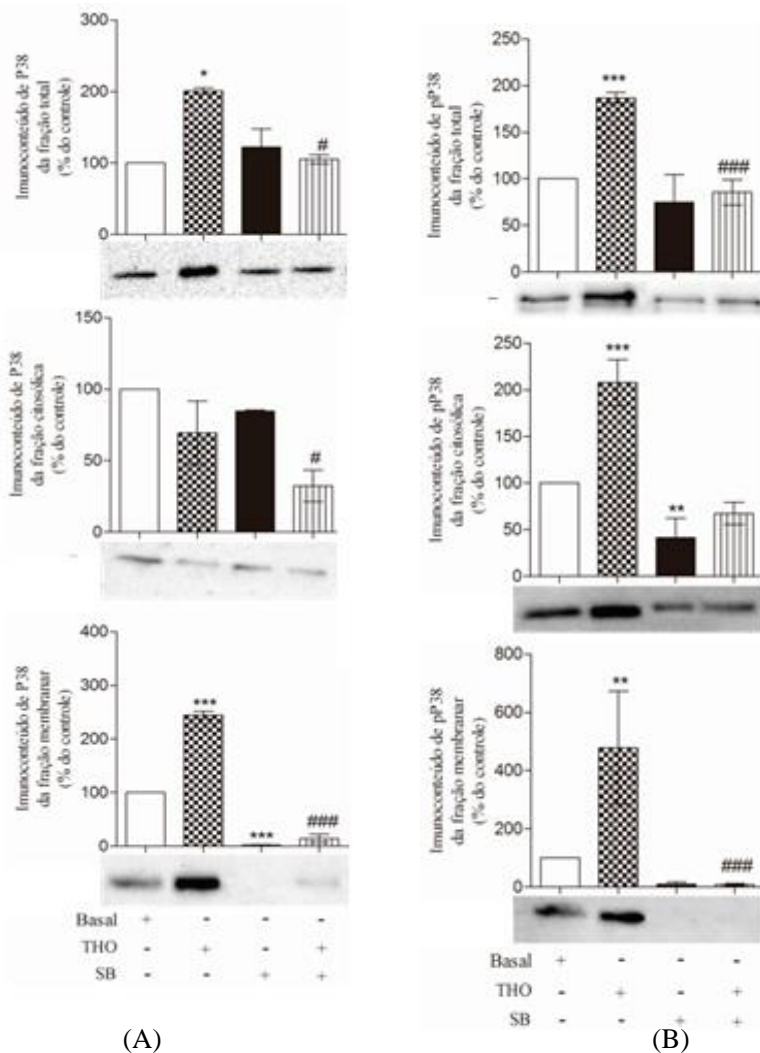 Imunoconteúdo de P38
da fração total
(% do controle)
300
200
100
0
*
#
Imunoconteúdo de P38
da fração citosólica
(% do controle)
150
100
50
0
#
Imunoconteúdo de P38
da fração membranar
(% do controle)
400
300
200
100
0
***
***
###
Basal + - - -
THO - + - +
SB - - + +
(A)
Imunoconteúdo de pP38
da fração total
(% do controle)
250
200
150
100
50
0
***
###
Imunoconteúdo de pP38
da fração citosólica
(% do controle)
250
200
150
100
50
0
***
**
Imunoconteúdo de pP38
da fração membranar
(% do controle)
800
600
400
200
100
0
**
###
Basal + - - -
THO - + - +
SB - - + +
(B)